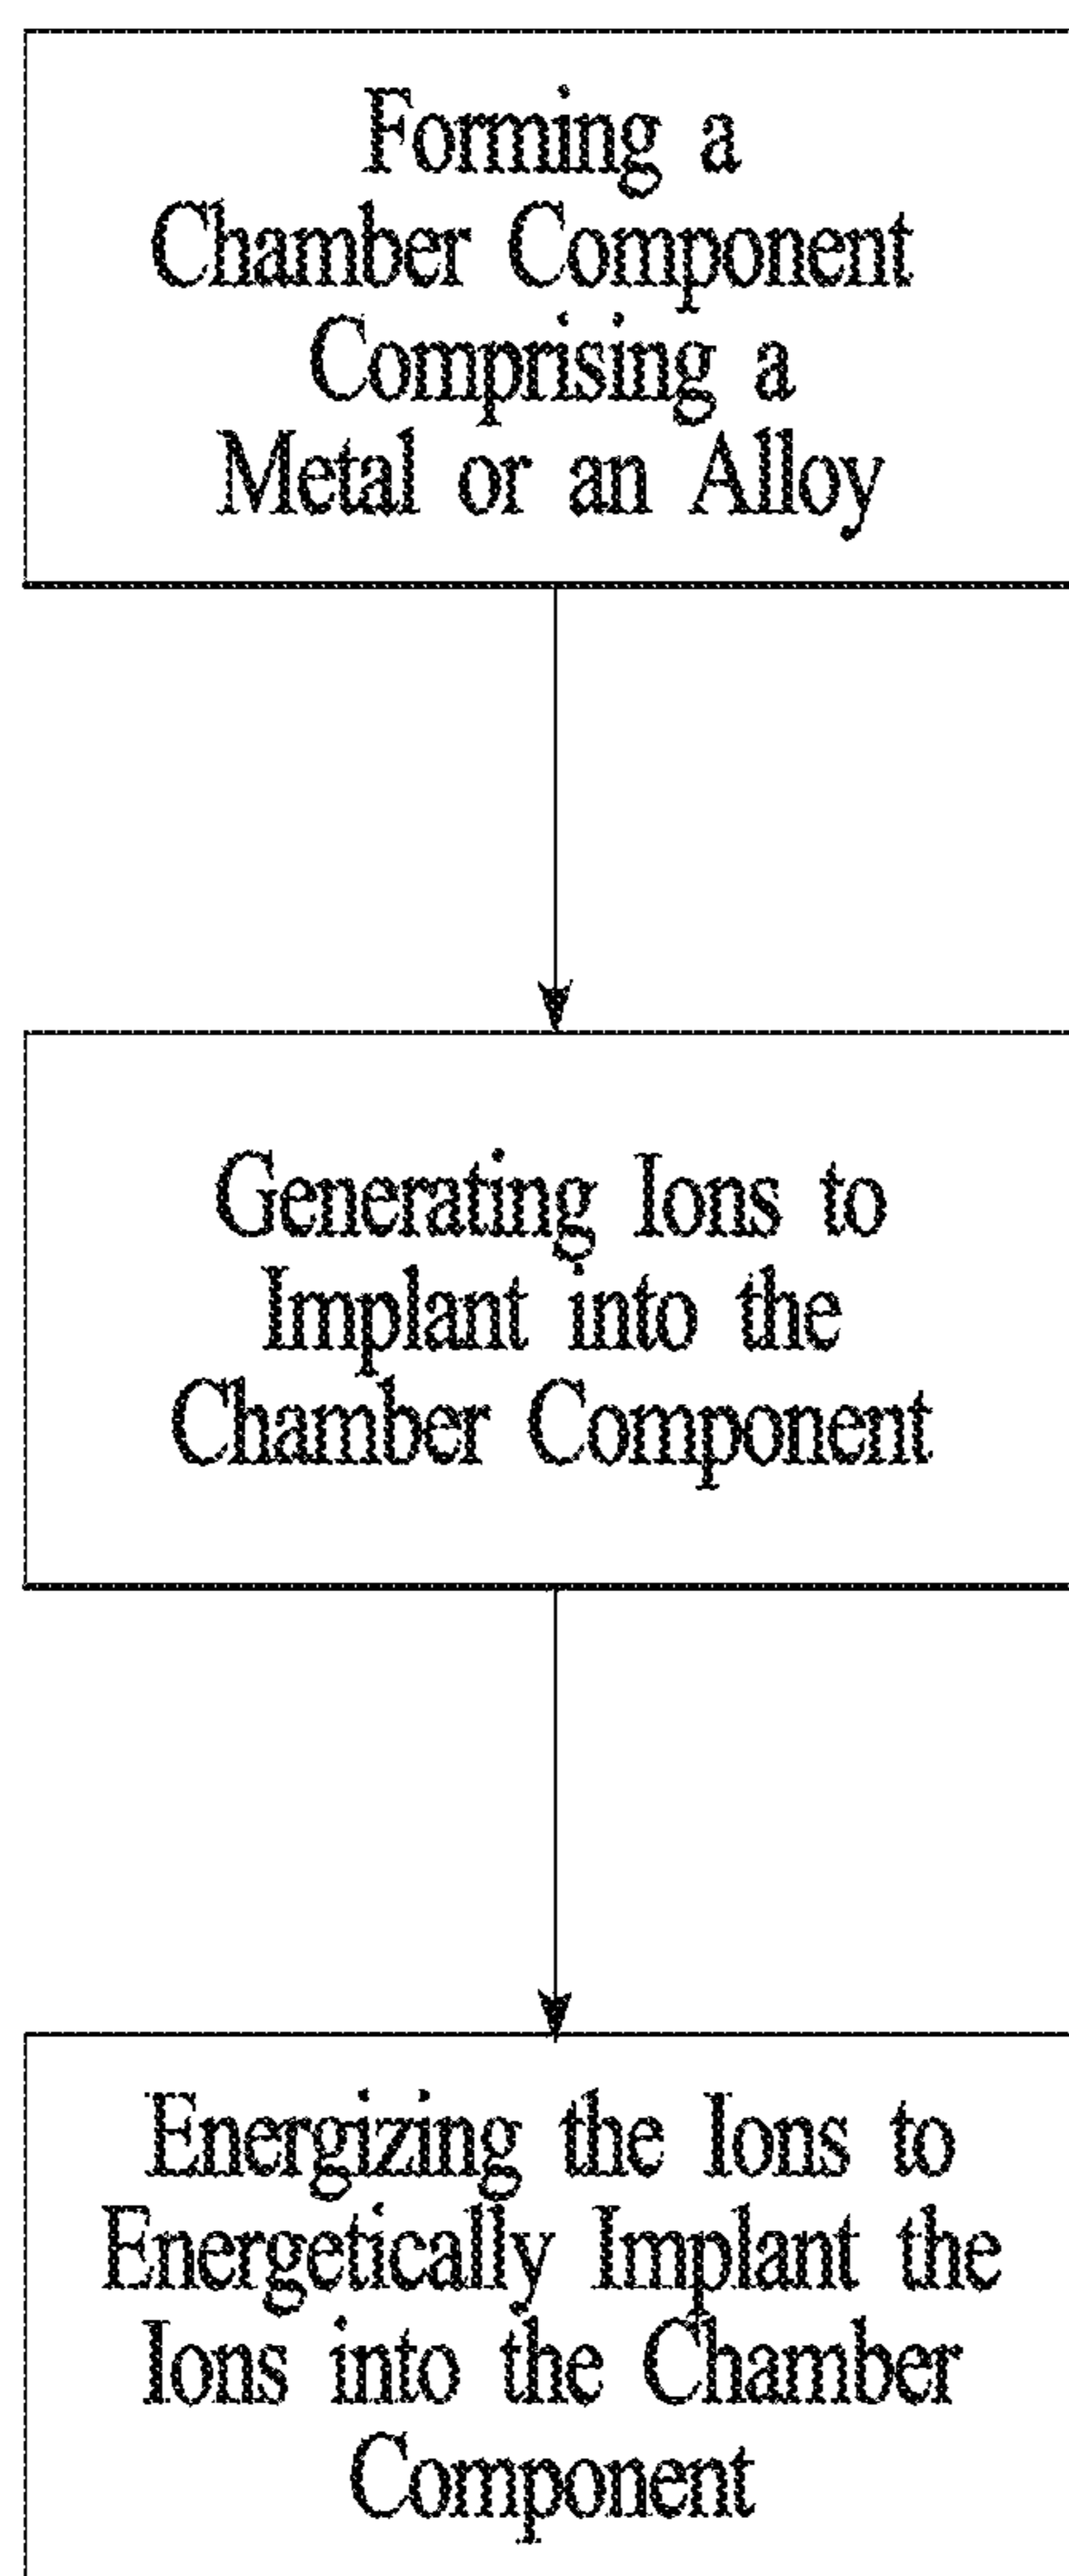 Forming a
Chamber Component
Comprising a
Metal or an Alloy
Generating Ions to
Implant into the
Chamber Component
Energizing the Ions to
Energetically Implant the
Ions into the Chamber
Component